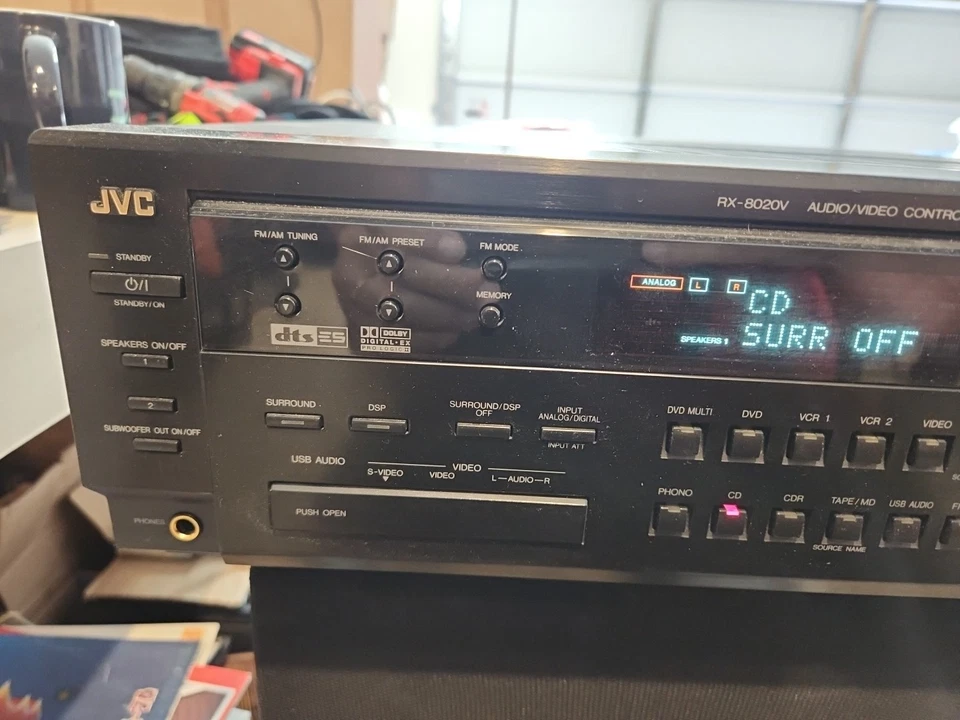 JVC
RX-8020V AUDIO/VIDEO CONTRO
STANDBY
STANDBY/ON
SPEAKERS ON/OFF
1
2
SUBWOOFER OUT ON/OFF
PHONES
FM/AM TUNING
FM/AM PRESET
FM MODE
MEMORY
dts ES
DOLBY
DIGITAL·EX
PRO LOGIC II
ANALOG L R
CD
SPEAKERS 1 SURR OFF
SURROUND
DSP
SURROUND/DSP
OFF
INPUT
ANALOG/DIGITAL
INPUT ATT
USB AUDIO
VIDEO
S-VIDEO VIDEO L—AUDIO—R
PUSH OPEN
DVD MULTI DVD VCR 1 VCR 2 VIDEO
PHONO CD CDR TAPE/MD USB AUDIO
SOURCE NAME